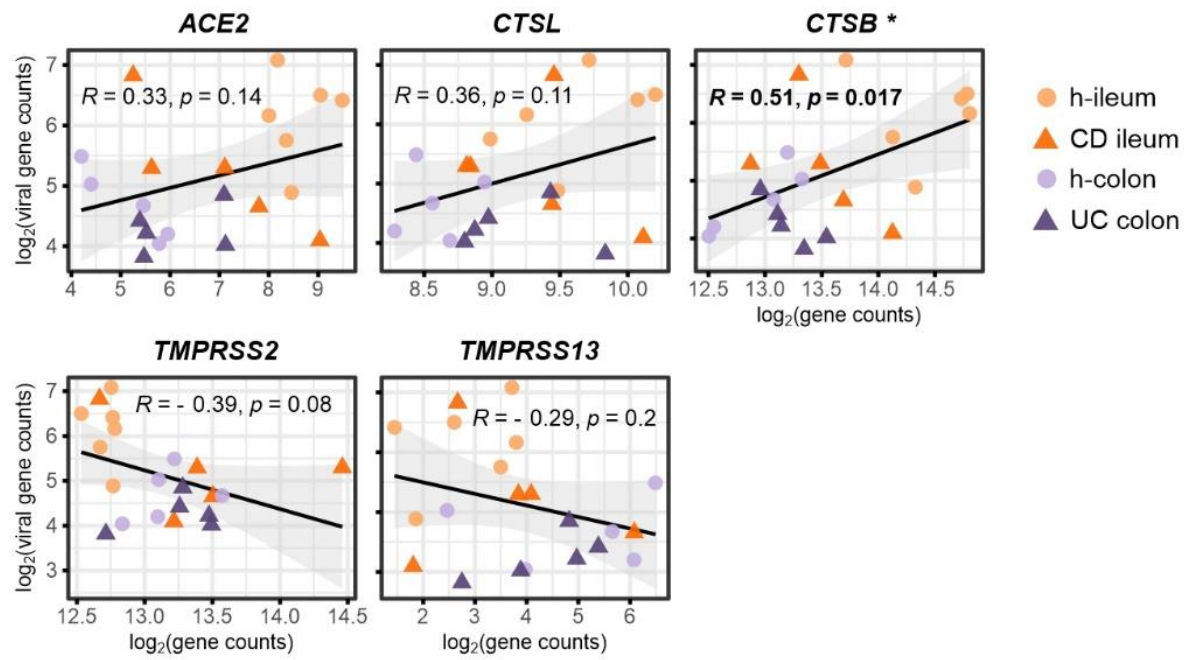 ACE2
CTSL
CTSB *
R = 0.33, p = 0.14
R = 0.36, p = 0.11
R = 0.51, p = 0.017
log2(viral gene counts)
7
6
5
4
4 5 6 7 8 9
8.5 9.0 9.5 10.0
12.5 13.0 13.5 14.0 14.5
log2(gene counts)
h-ileum
CD ileum
h-colon
UC colon
TMPRSS2
TMPRSS13
R = - 0.39, p = 0.08
R = - 0.29, p = 0.2
log2(viral gene counts)
7
6
5
4
3
12.5 13.0 13.5 14.0 14.5
2 3 4 5 6
log2(gene counts)
log2(gene counts)